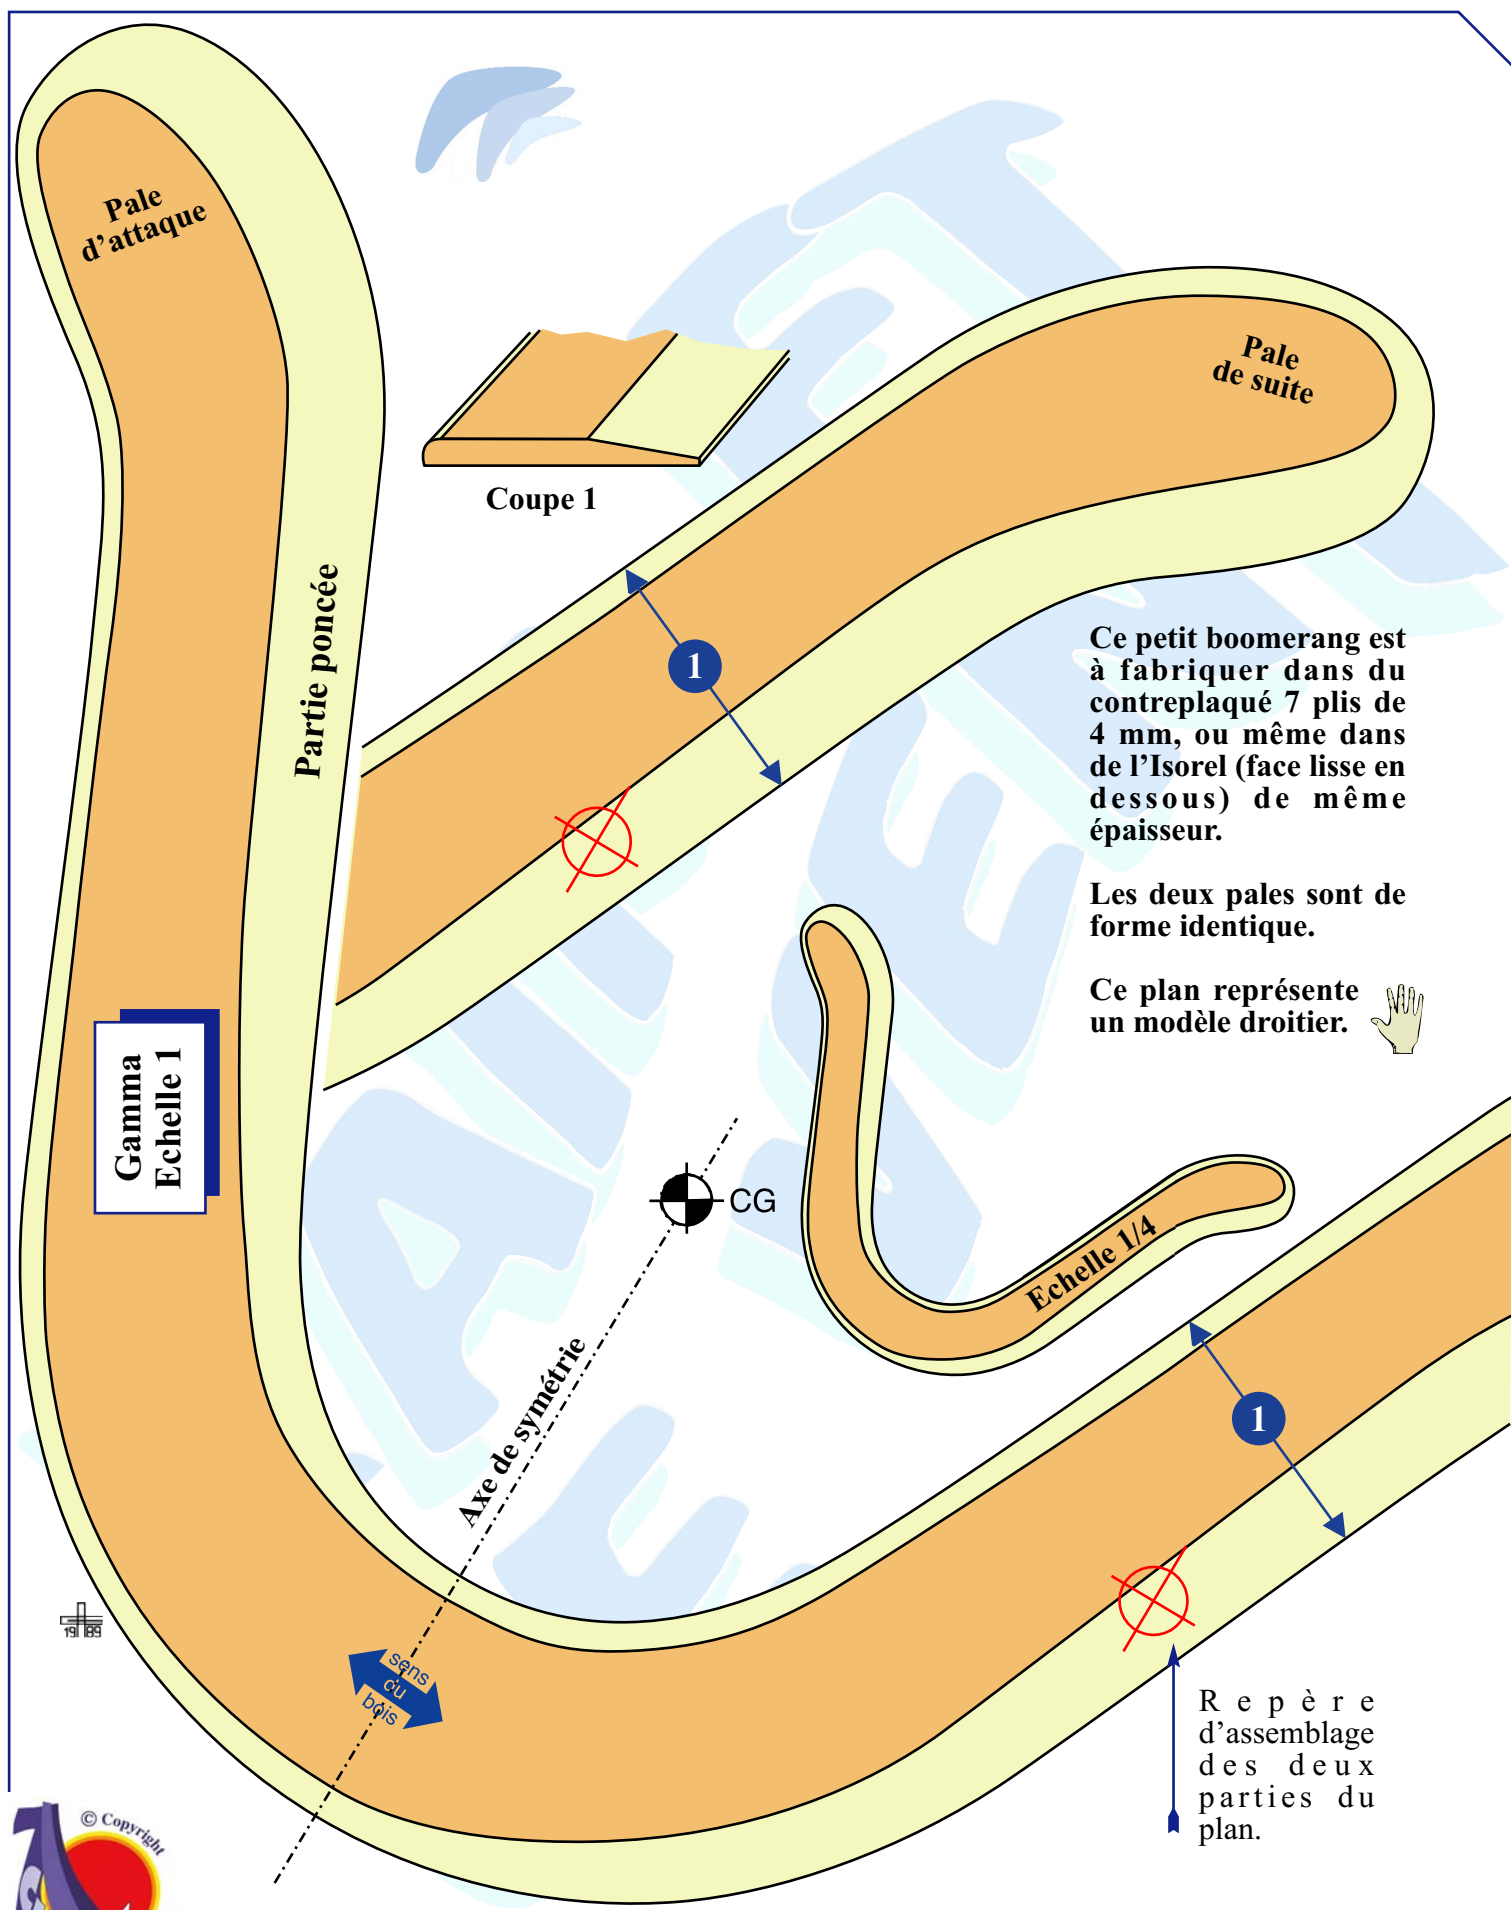 Pale
d'attaque
Pale
de suite
Coupe 1
Partie poncée
1
Ce petit boomerang est
à fabriquer dans du
contreplaqué 7 plis de
4 mm, ou même dans
de l'Isorel (face lisse en
dessous) de même
épaisseur.
Les deux pales sont de
forme identique.
Ce plan représente
un modèle droitier.
Gamma
Echelle 1
CG
Echelle 1/4
Axe de symétrie
1
sens
du
bois
1989
Repère
d'assemblage
des deux
parties du
plan.
© Copyright